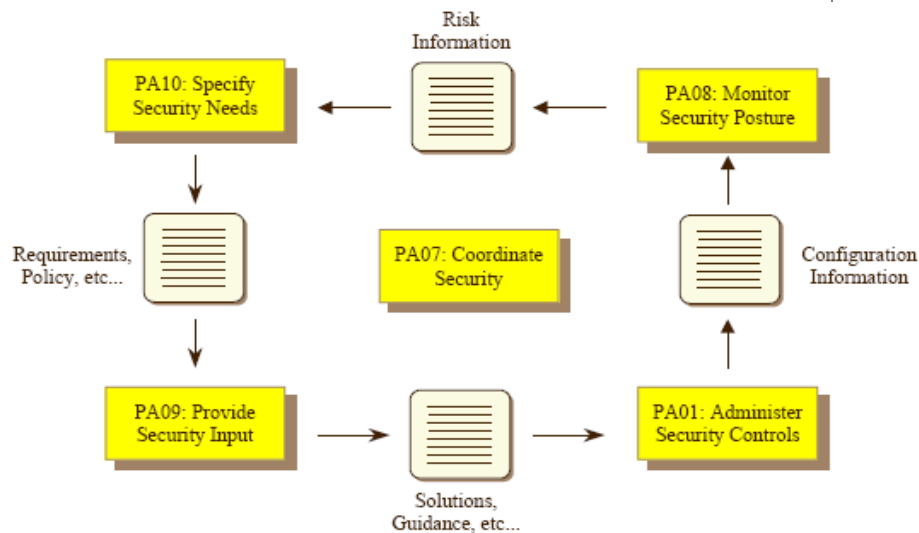 Risk
Information
PA10: Specify
Security Needs
PA08: Monitor
Security Posture
Requirements,
Policy, etc...
PA07: Coordinate
Security
Configuration
Information
PA09: Provide
Security Input
PA01: Administer
Security Controls
Solutions,
Guidance, etc...